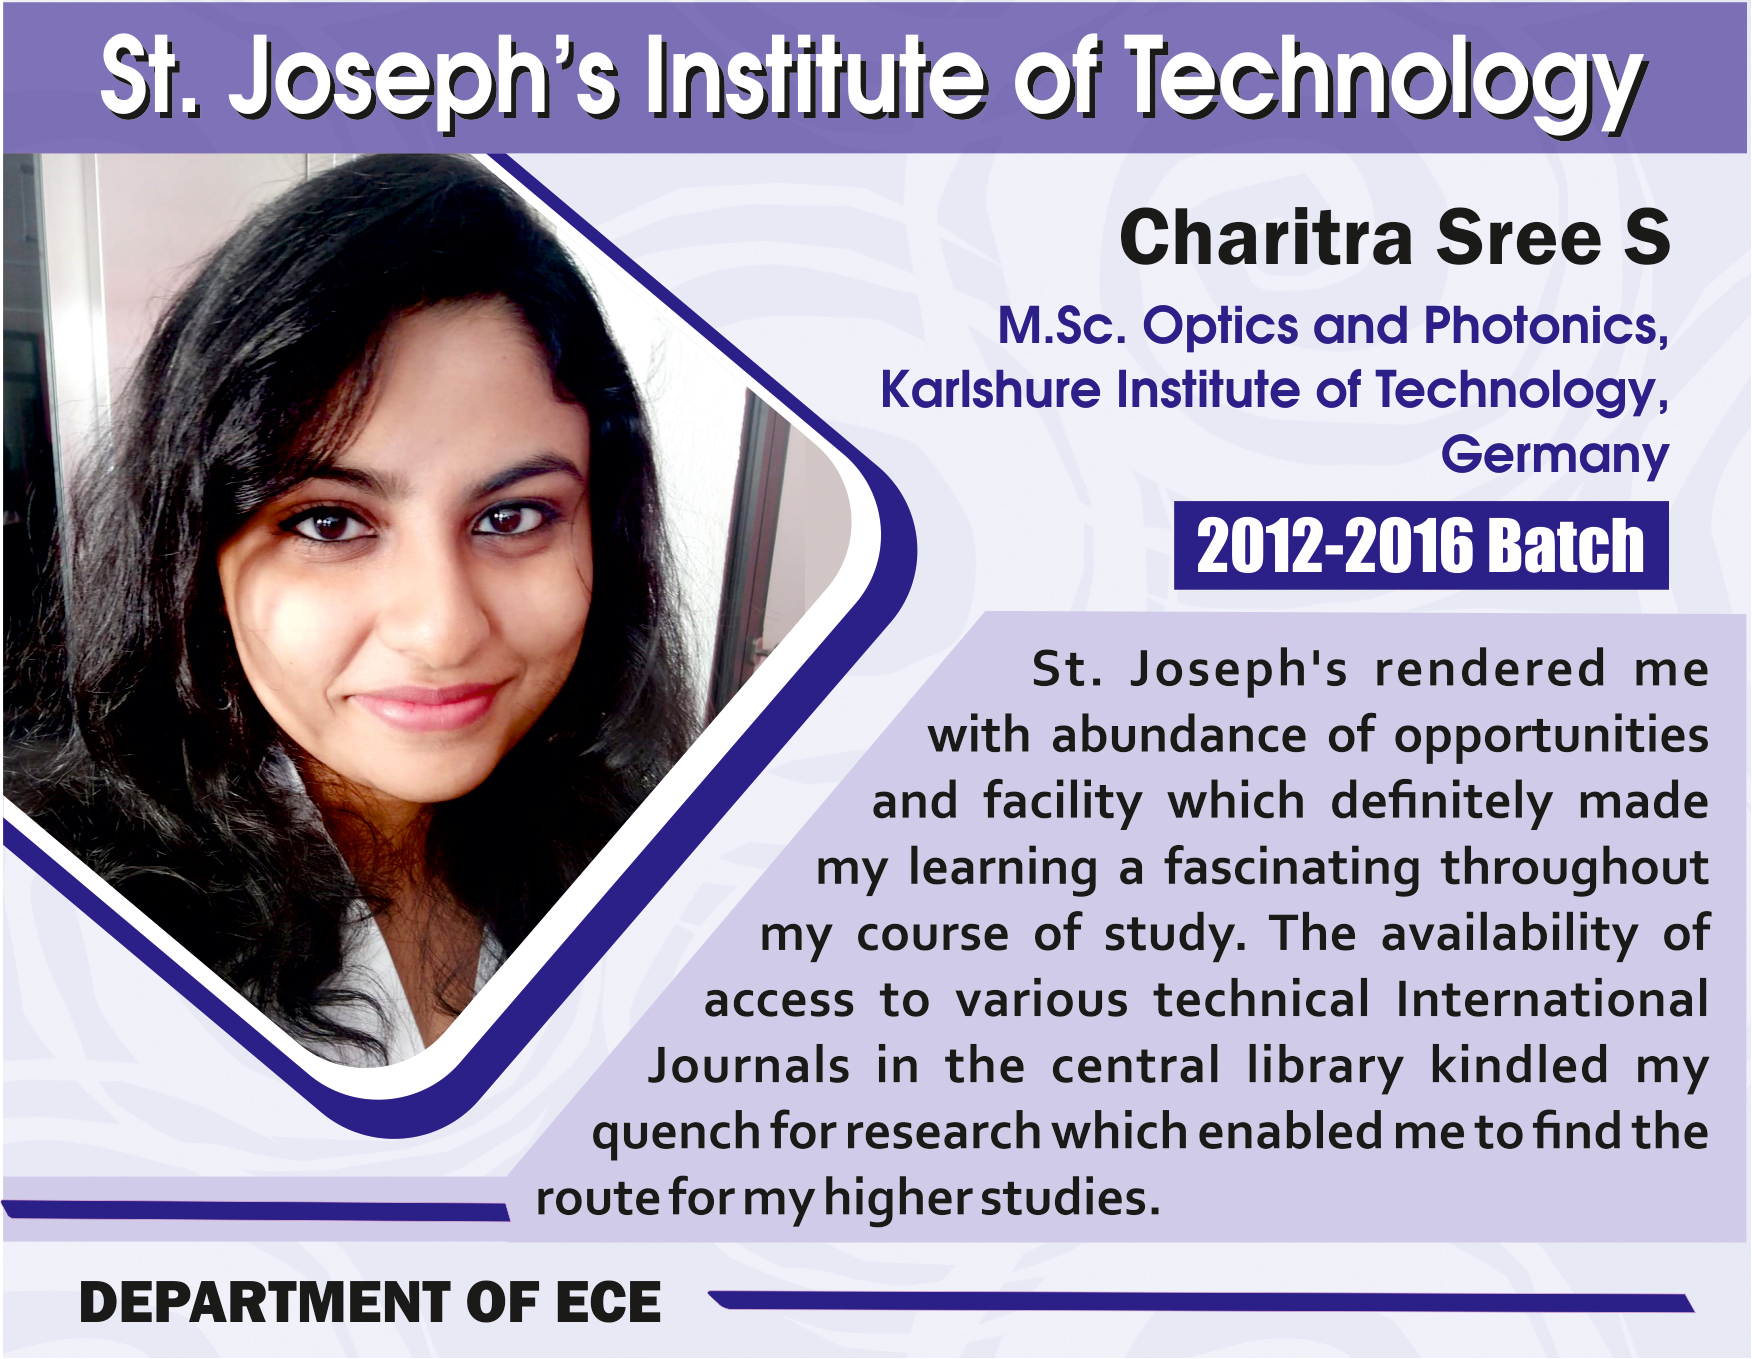 St. Joseph's Institute of Technology
Charitra Sree S
M.Sc. Optics and Photonics,
Karlshure Institute of Technology,
Germany
2012-2016 Batch
St. Joseph's rendered me
with abundance of opportunities
and facility which definitely made
my learning a fascinating throughout
my course of study. The availability of
access to various technical International
Journals in the central library kindled my
quench for research which enabled me to find the
route for my higher studies.
DEPARTMENT OF ECE